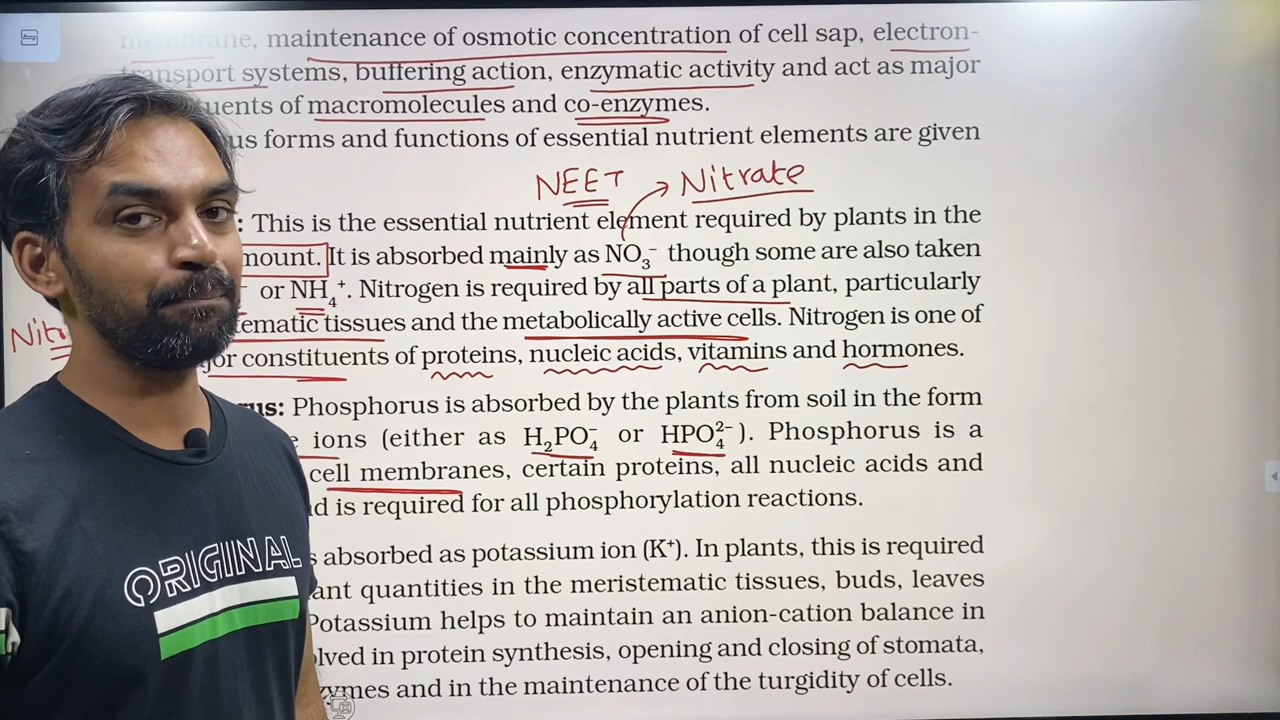 membrane, maintenance of osmotic concentration of cell sap, electron-
transport systems, buffering action, enzymatic activity and act as major
uents of macromolecules and co-enzymes.
us forms and functions of essential nutrient elements are given
NEET → Nitrate
: This is the essential nutrient element required by plants in the
mount. It is absorbed mainly as NO₃⁻ though some are also taken
⁻ or NH₄⁺. Nitrogen is required by all parts of a plant, particularly
Nit
ematic tissues and the metabolically active cells. Nitrogen is one of
jor constituents of proteins, nucleic acids, vitamins and hormones.
us: Phosphorus is absorbed by the plants from soil in the form
e ions (either as H₂PO₄⁻ or HPO₄²⁻). Phosphorus is a
cell membranes, certain proteins, all nucleic acids and
d is required for all phosphorylation reactions.
s absorbed as potassium ion (K⁺). In plants, this is required
ant quantities in the meristematic tissues, buds, leaves
Potassium helps to maintain an anion-cation balance in
lved in protein synthesis, opening and closing of stomata,
zymes and in the maintenance of the turgidity of cells.
ORIGINAL